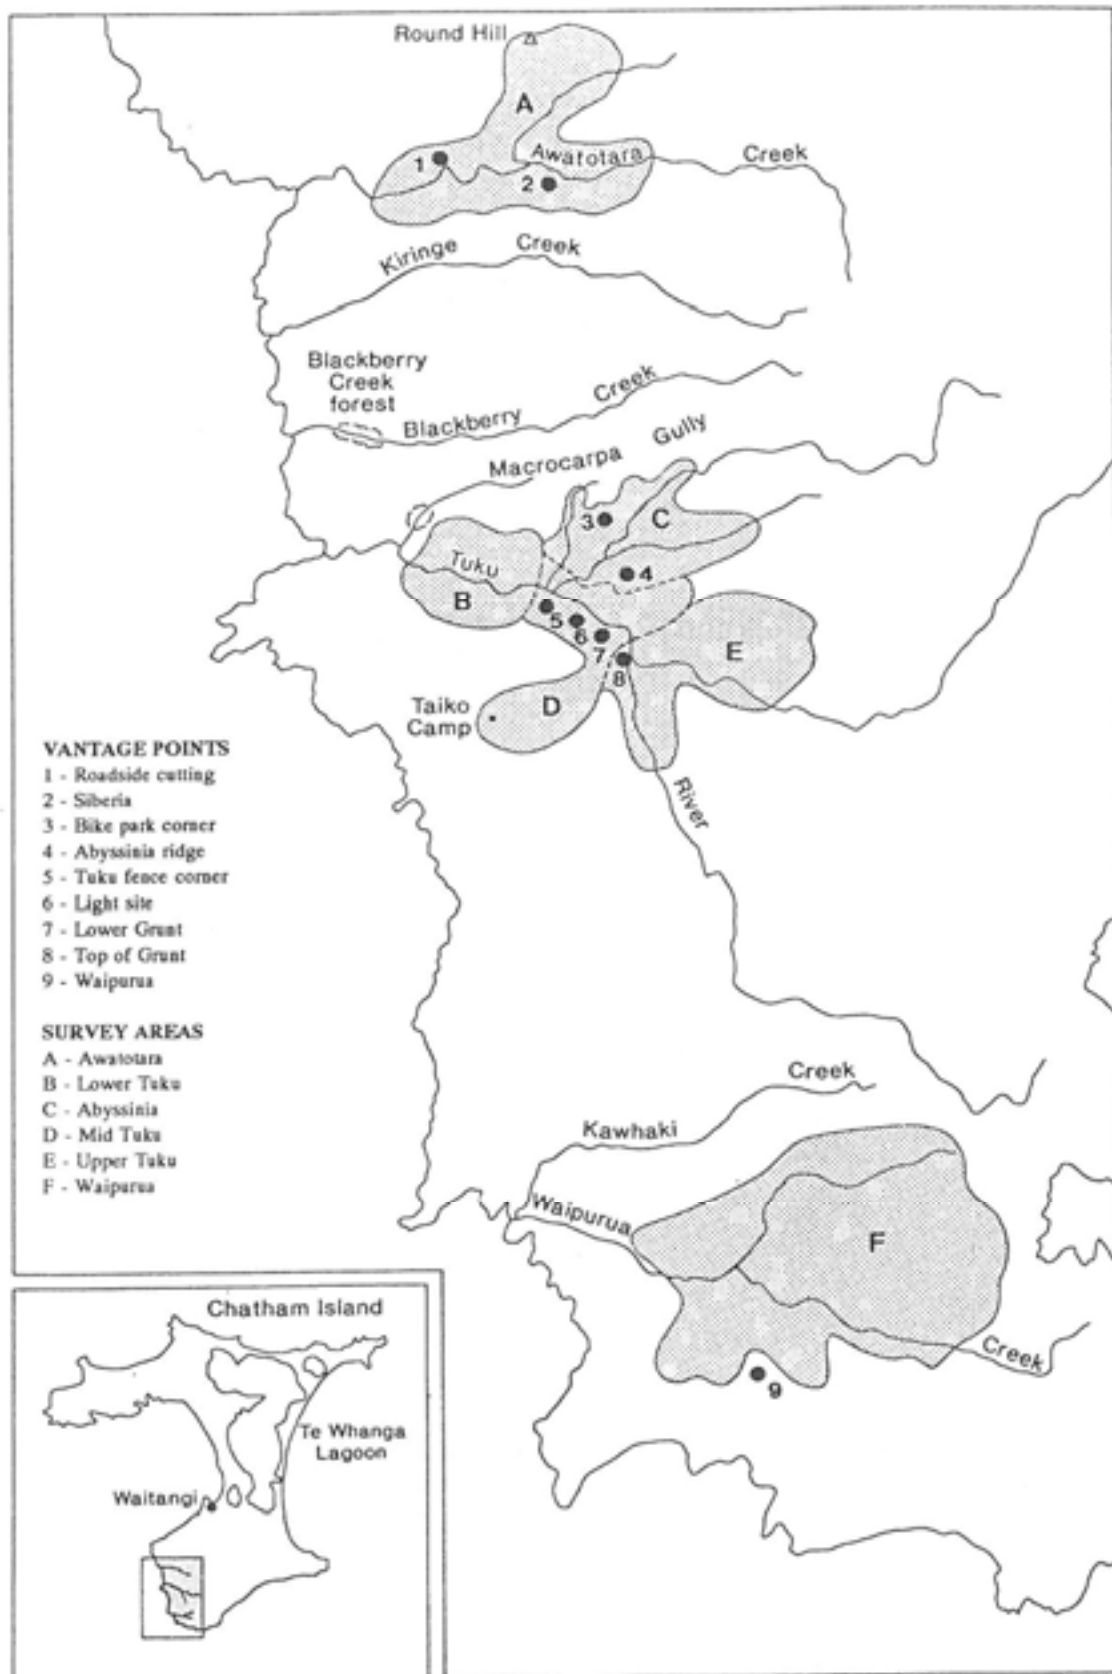 Round Hill
A
1
Awatotara
Creek
2
Kiringe
Creek
Blackberry
Creek
forest
Blackberry
Creek
Macrocarpa
Gully
3
C
Tuku
4
B
5
6
7
8
E
D
Taiko
Camp
River
VANTAGE POINTS
1 - Roadside cutting
2 - Siberia
3 - Bike park corner
4 - Abyssinia ridge
5 - Tuku fence corner
6 - Light site
7 - Lower Grunt
8 - Top of Grunt
9 - Waipurua
SURVEY AREAS
A - Awatotara
B - Lower Tuku
C - Abyssinia
D - Mid Tuku
E - Upper Tuku
F - Waipurua
Creek
Kawhaki
Waipurua
F
Creek
9
Chatham Island
Te Whanga
Lagoon
Waitangi